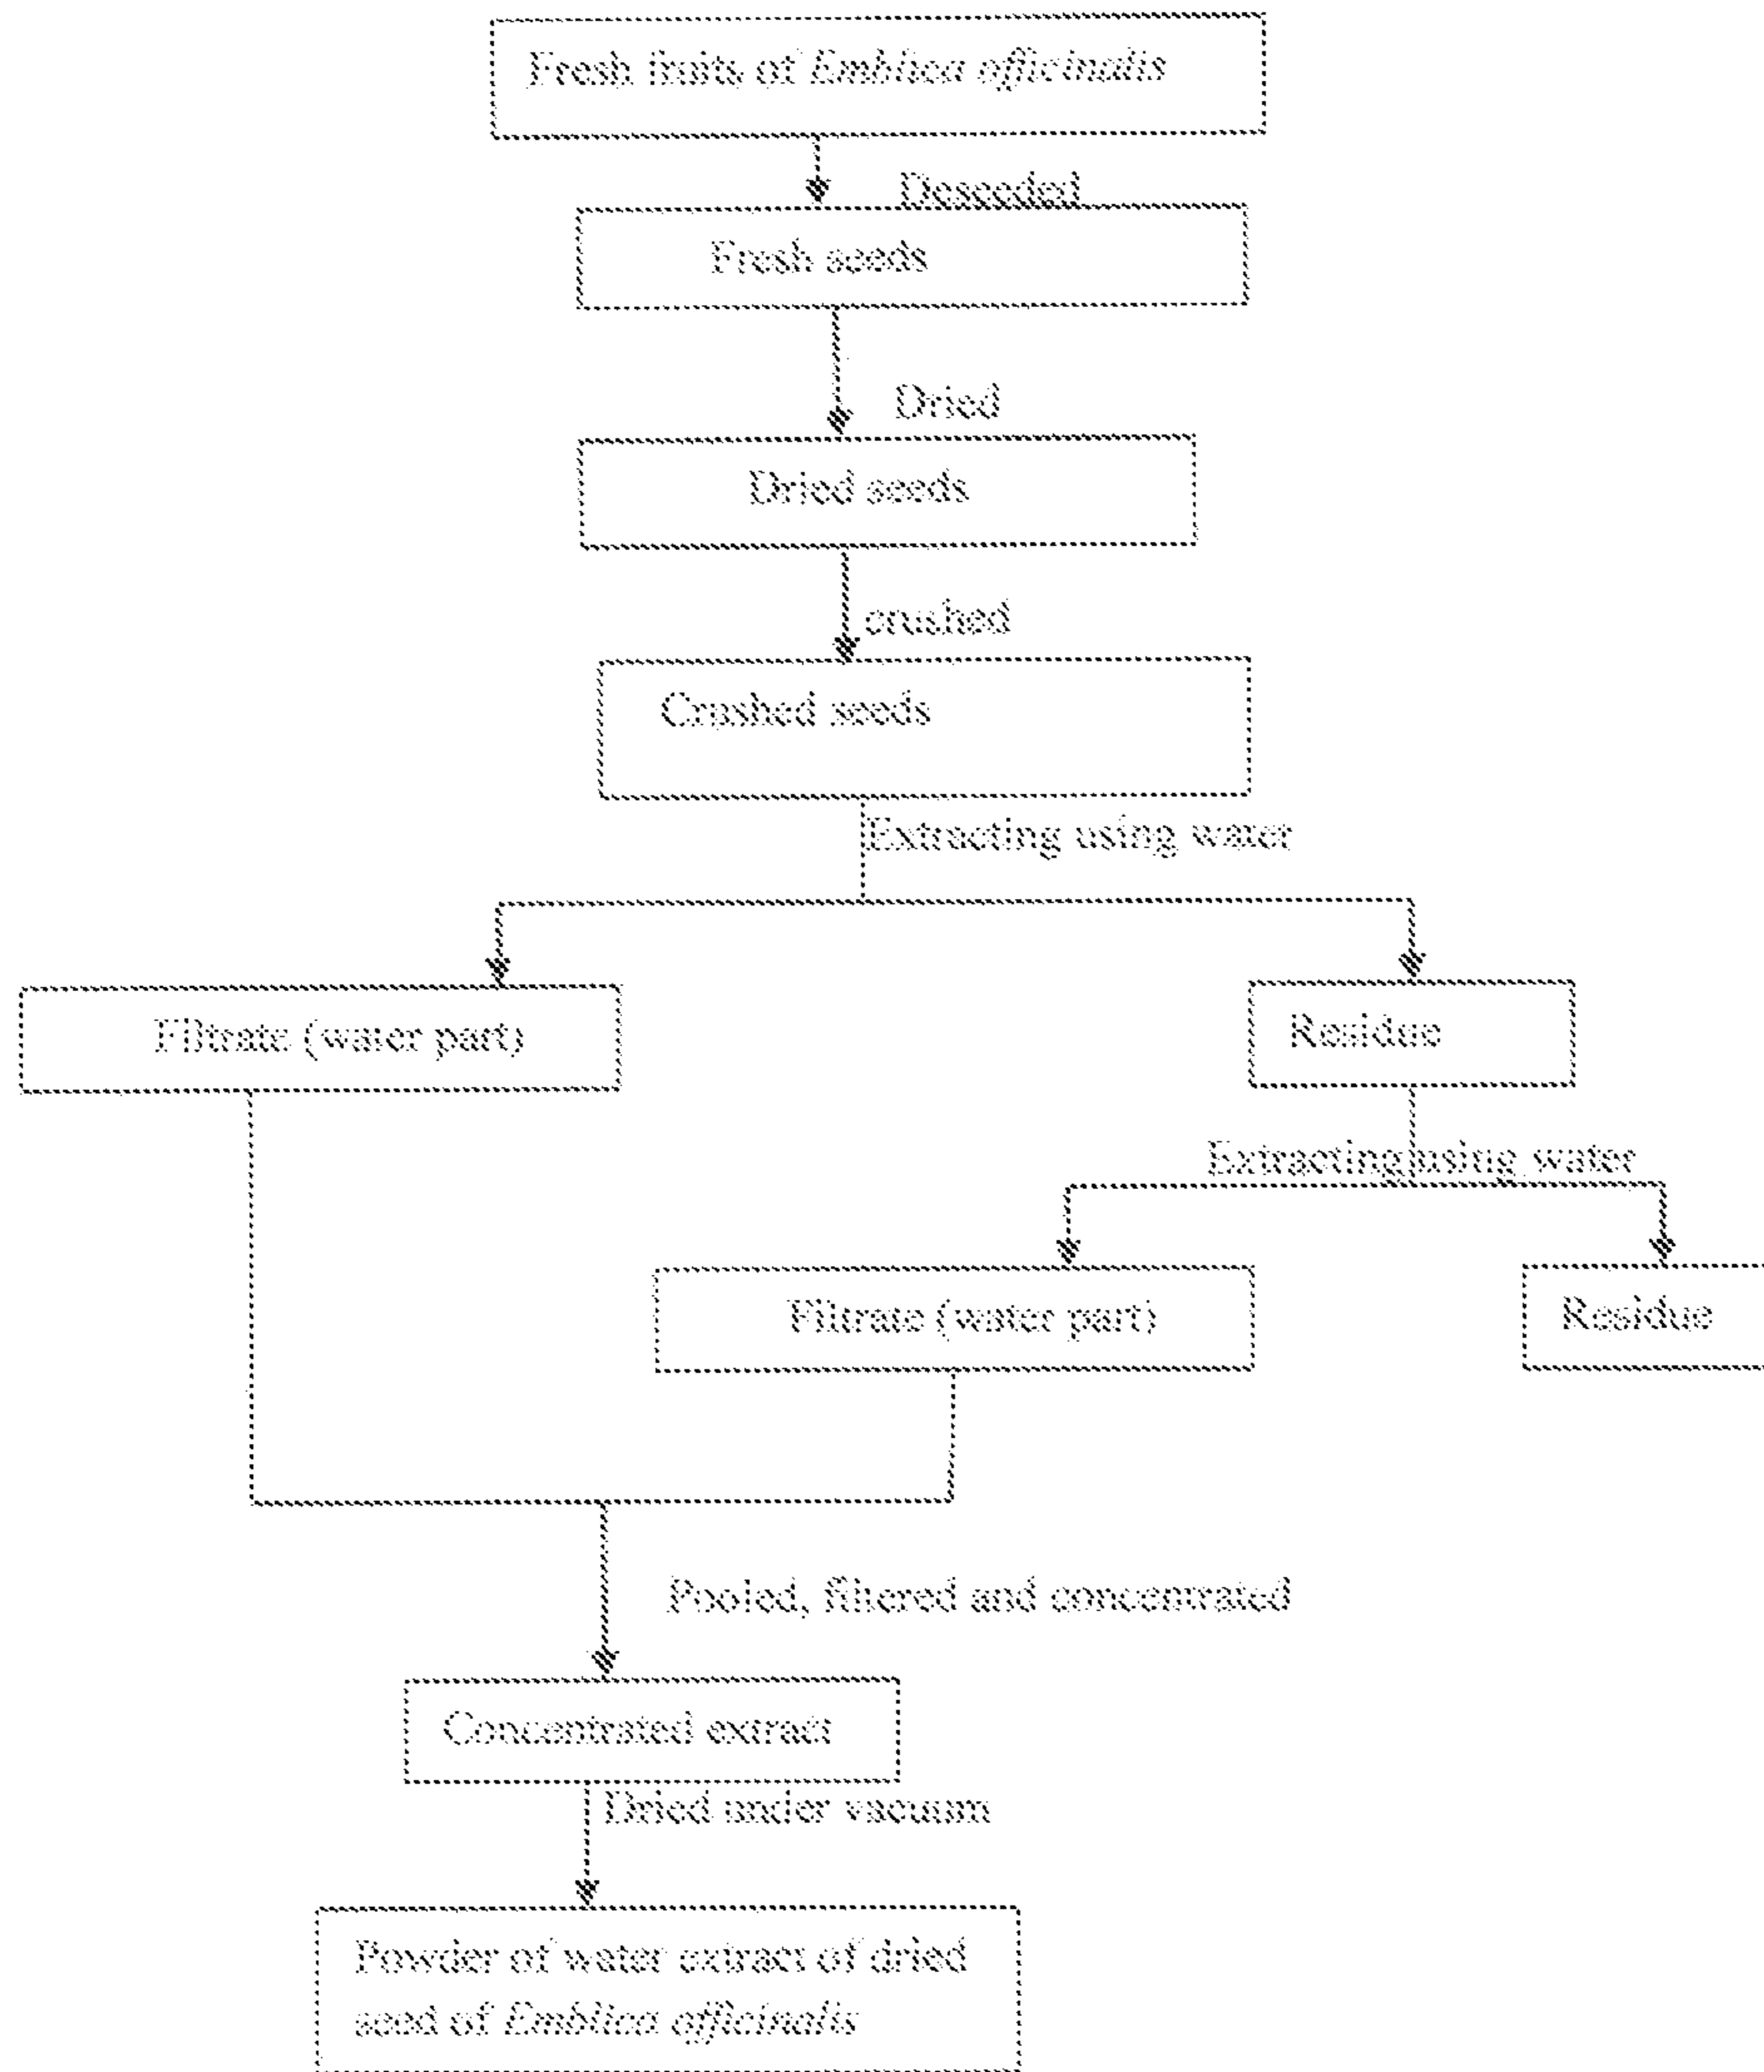 Fresh fruits of Emblica officinalis
Deseeded
Fresh seeds
Dried
Dried seeds
crushed
Crushed seeds
Extracting using water
Filtrate (water part)
Residue
Extracting using water
Filtrate (water part)
Residue
Pooled, filtered and concentrated
Concentrated extract
Dried under vacuum
Powder of water extract of dried
seed of Emblica officinalis